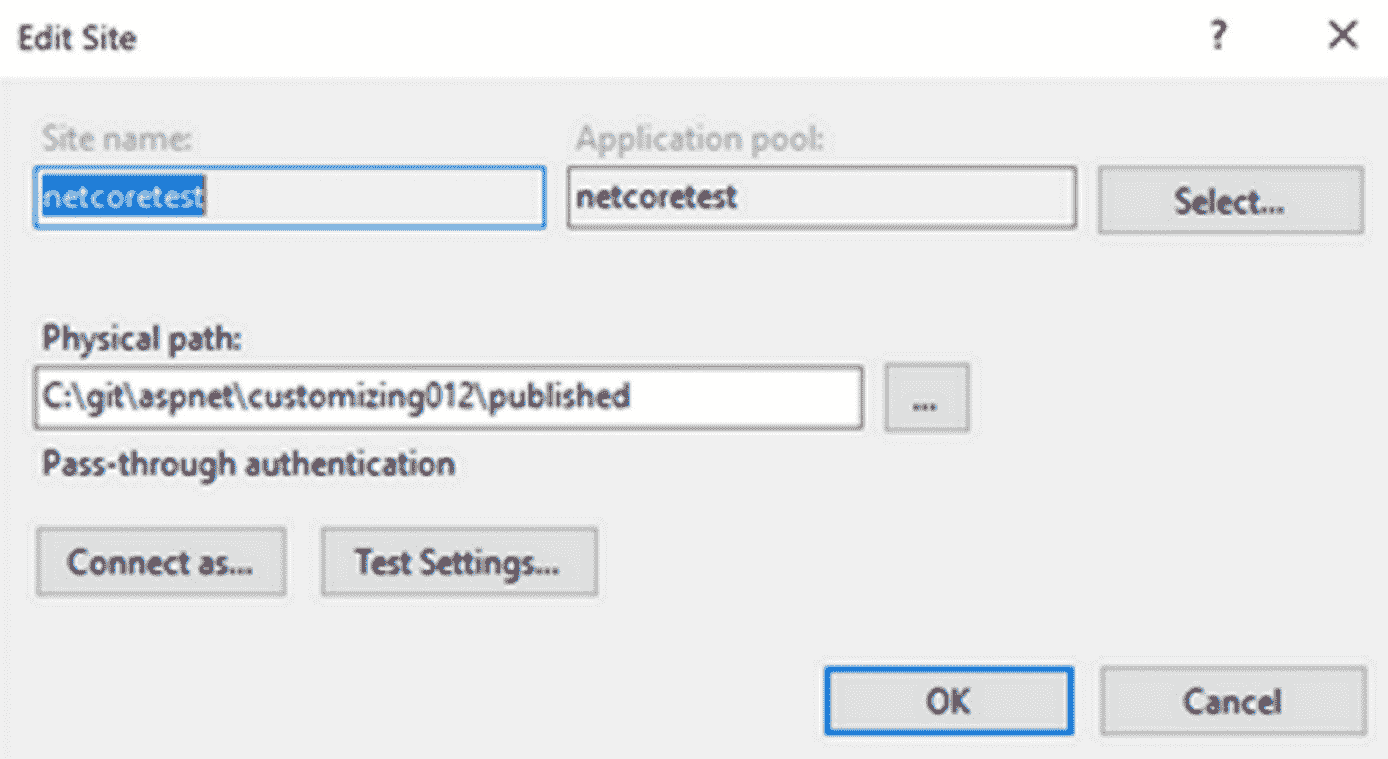 Edit Site
?
Site name:
Application pool:
netcoretest
netcoretest
Select...
Physical path:
C:\git\aspnet\customizing012\published
...
Pass-through authentication
Connect as...
Test Settings...
OK
Cancel